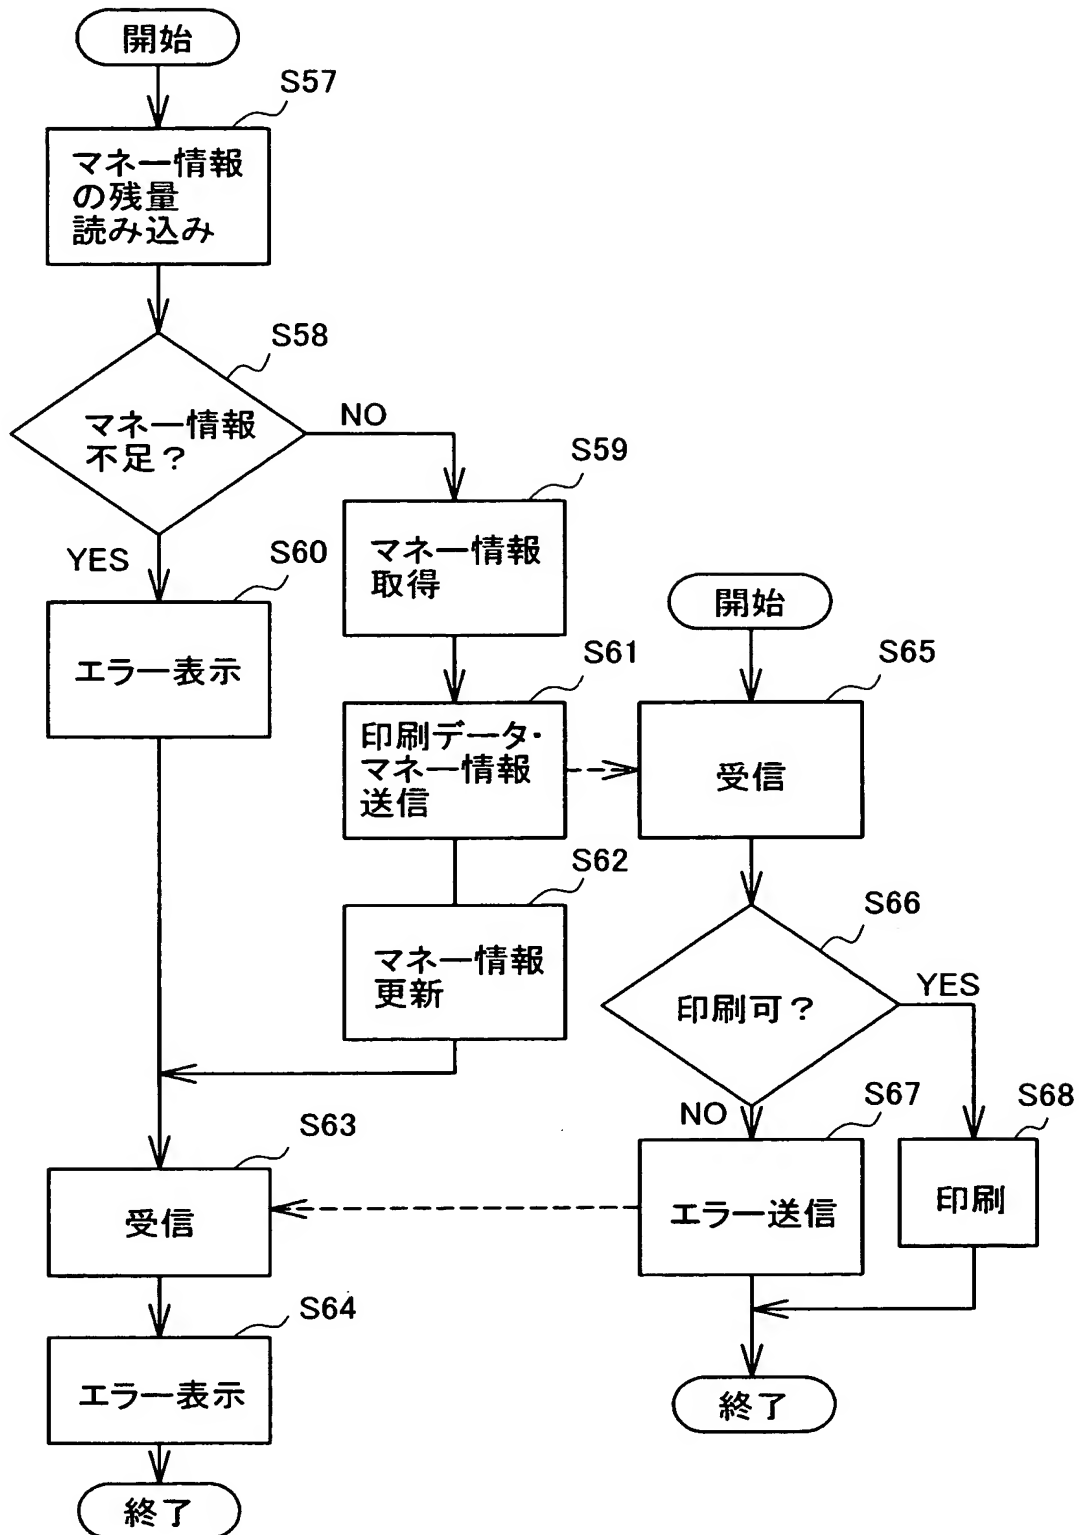 開始
S57
マネー情報
の残量
読み込み
S58
マネー情報
不足？
NO
YES
S59
マネー情報
取得
S60
エラー表示
S61
印刷データ・
マネー情報
送信
S62
マネー情報
更新
S63
受信
S64
エラー表示
終了
開始
S65
受信
S66
印刷可？
YES
NO
S67
エラー送信
S68
印刷
終了